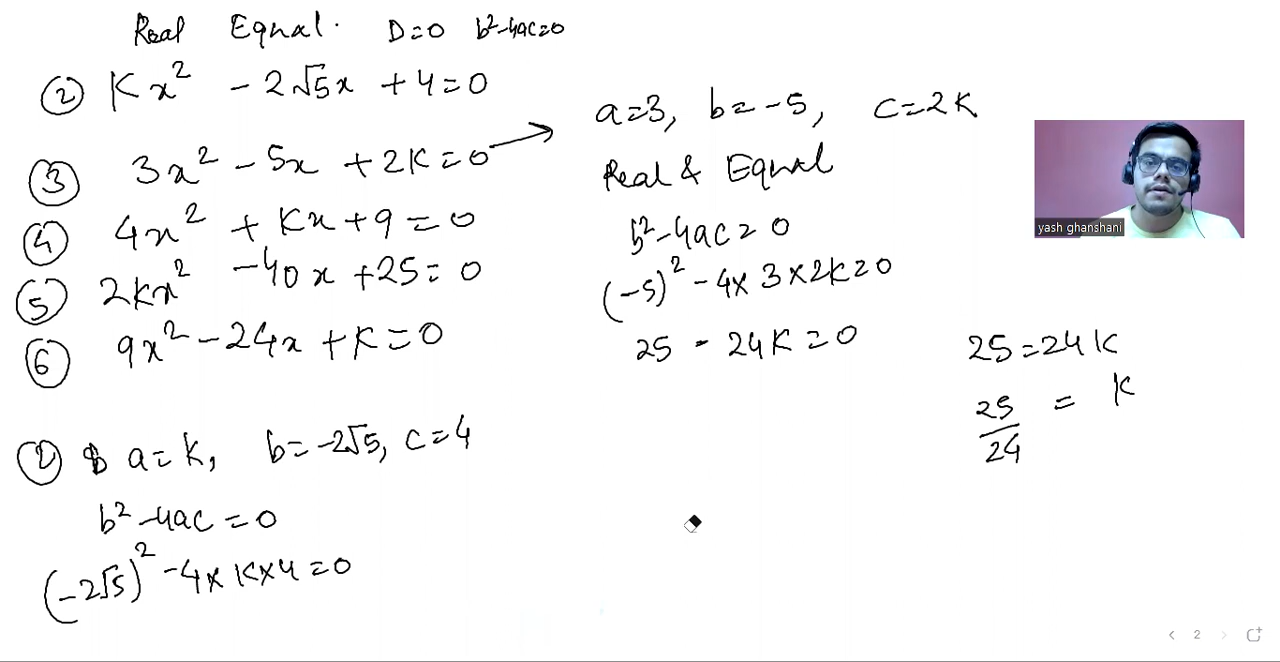 Real Equal. D=0 b²-4ac=0
② Kx² - 2√5x + 4=0
③ 3x² - 5x + 2K=0 →
④ 4x² + Kx + 9 = 0
⑤ 2Kx² - 40x + 25 = 0
⑥ 9x² - 24x + K = 0
② a=K, b=-2√5, c=4
b² - 4ac = 0
(-2√5)² - 4×K×4 = 0
a=3, b=-5, c=2K
Real & Equal
b²-4ac=0
(-5)² - 4×3×2K=0
25 - 24K=0
25=24K
25/24 = K
yash ghanshani
< 2 >